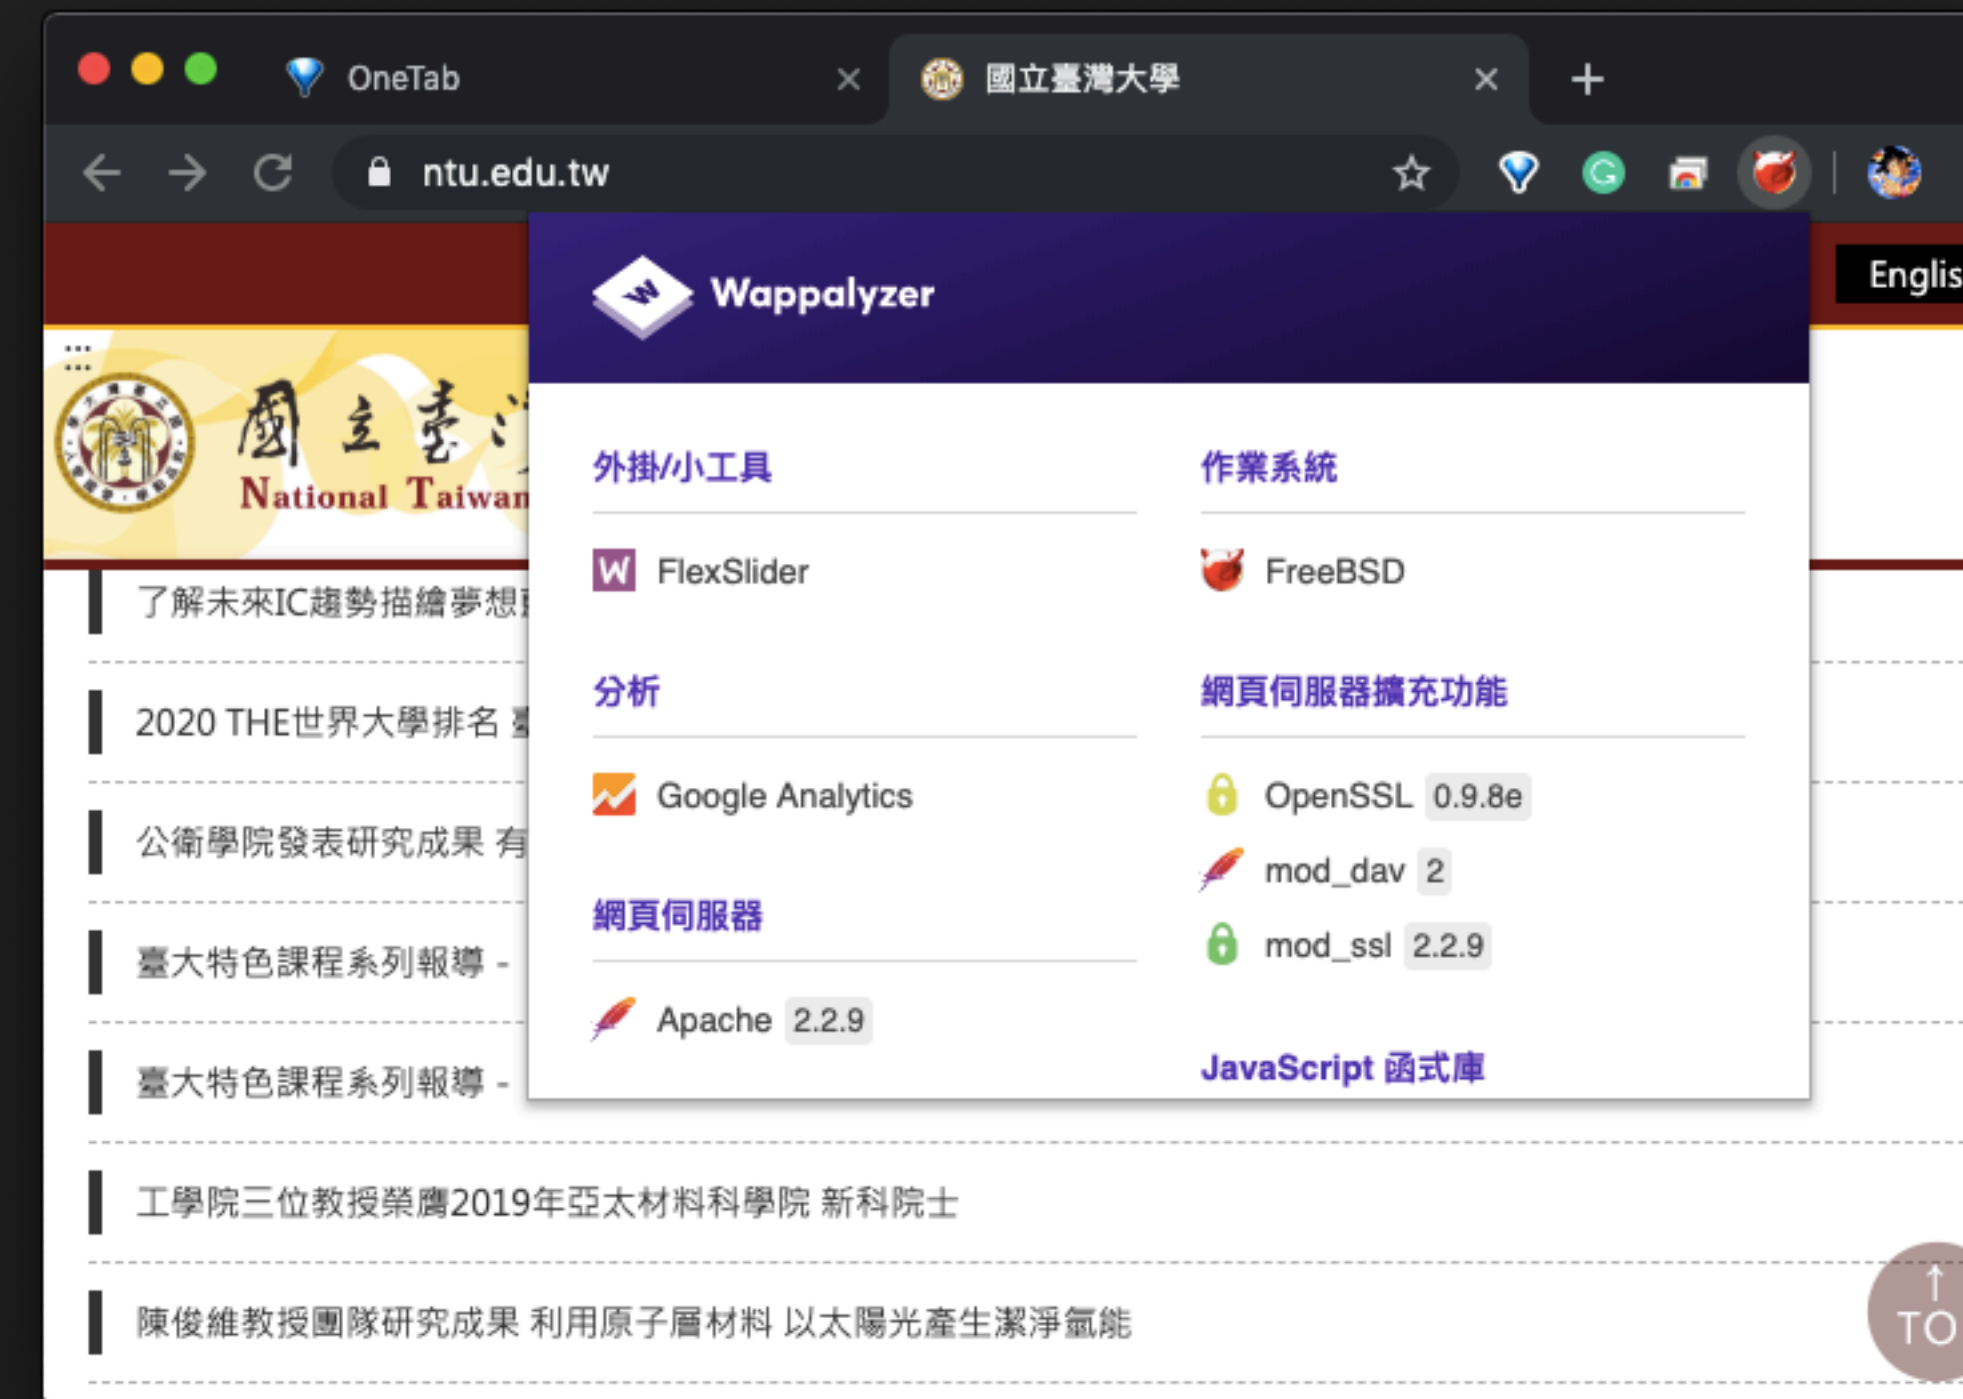 OneTab
國立臺灣大學
ntu.edu.tw
Wappalyzer
外掛/小工具
FlexSlider
分析
Google Analytics
網頁伺服器
Apache 2.2.9
作業系統
FreeBSD
網頁伺服器擴充功能
OpenSSL 0.9.8e
mod_dav 2
mod_ssl 2.2.9
JavaScript 函式庫
Englis
國立臺
National Taiwan
了解未來IC趨勢描繪夢想
2020 THE世界大學排名
公衛學院發表研究成果 有
臺大特色課程系列報導 -
臺大特色課程系列報導 -
工學院三位教授榮膺2019年亞太材料科學院 新科院士
陳俊維教授團隊研究成果 利用原子層材料 以太陽光產生潔淨氫能
↑
TO